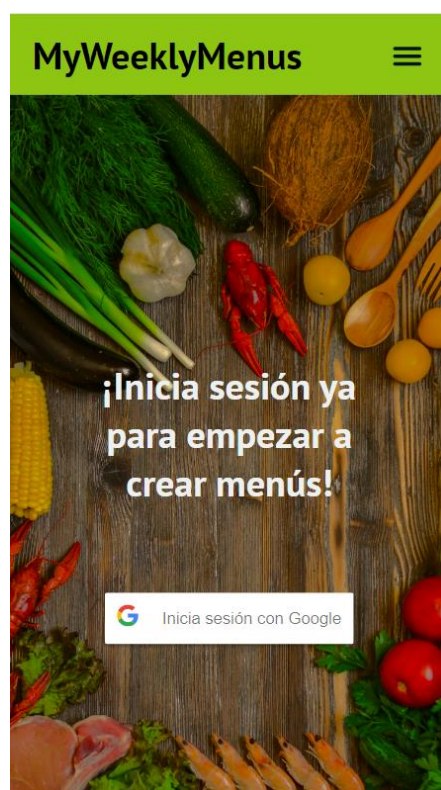 MyWeeklyMenus
¡Inicia sesión ya
para empezar a
crear menús!
Inicia sesión con Google